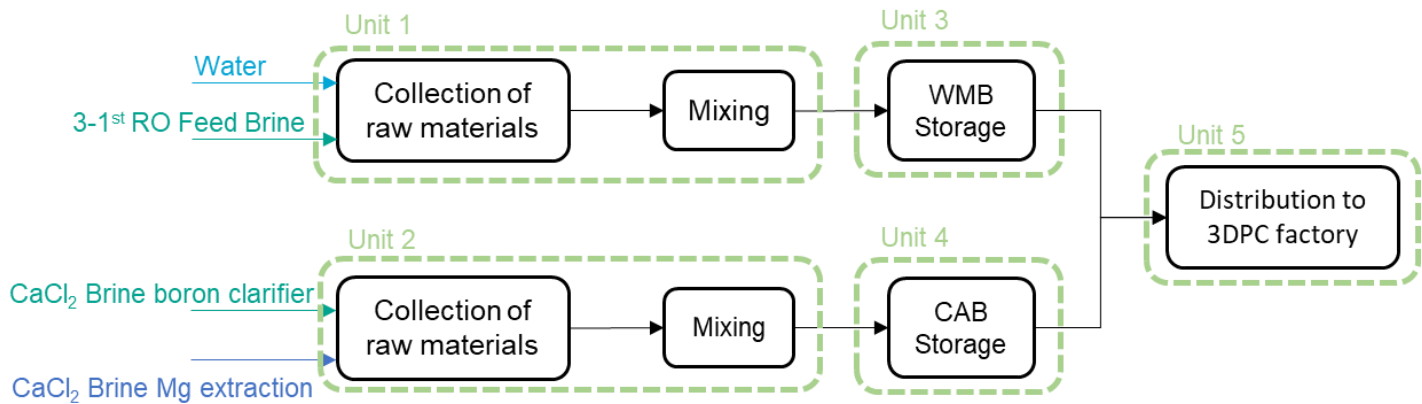 Unit 1
Water
3-1st RO Feed Brine
Collection of
raw materials
Mixing
Unit 3
WMB
Storage
Unit 5
Distribution to
3DPC factory
Unit 2
CaCl2 Brine boron clarifier
CaCl2 Brine Mg extraction
Collection of
raw materials
Mixing
Unit 4
CAB
Storage